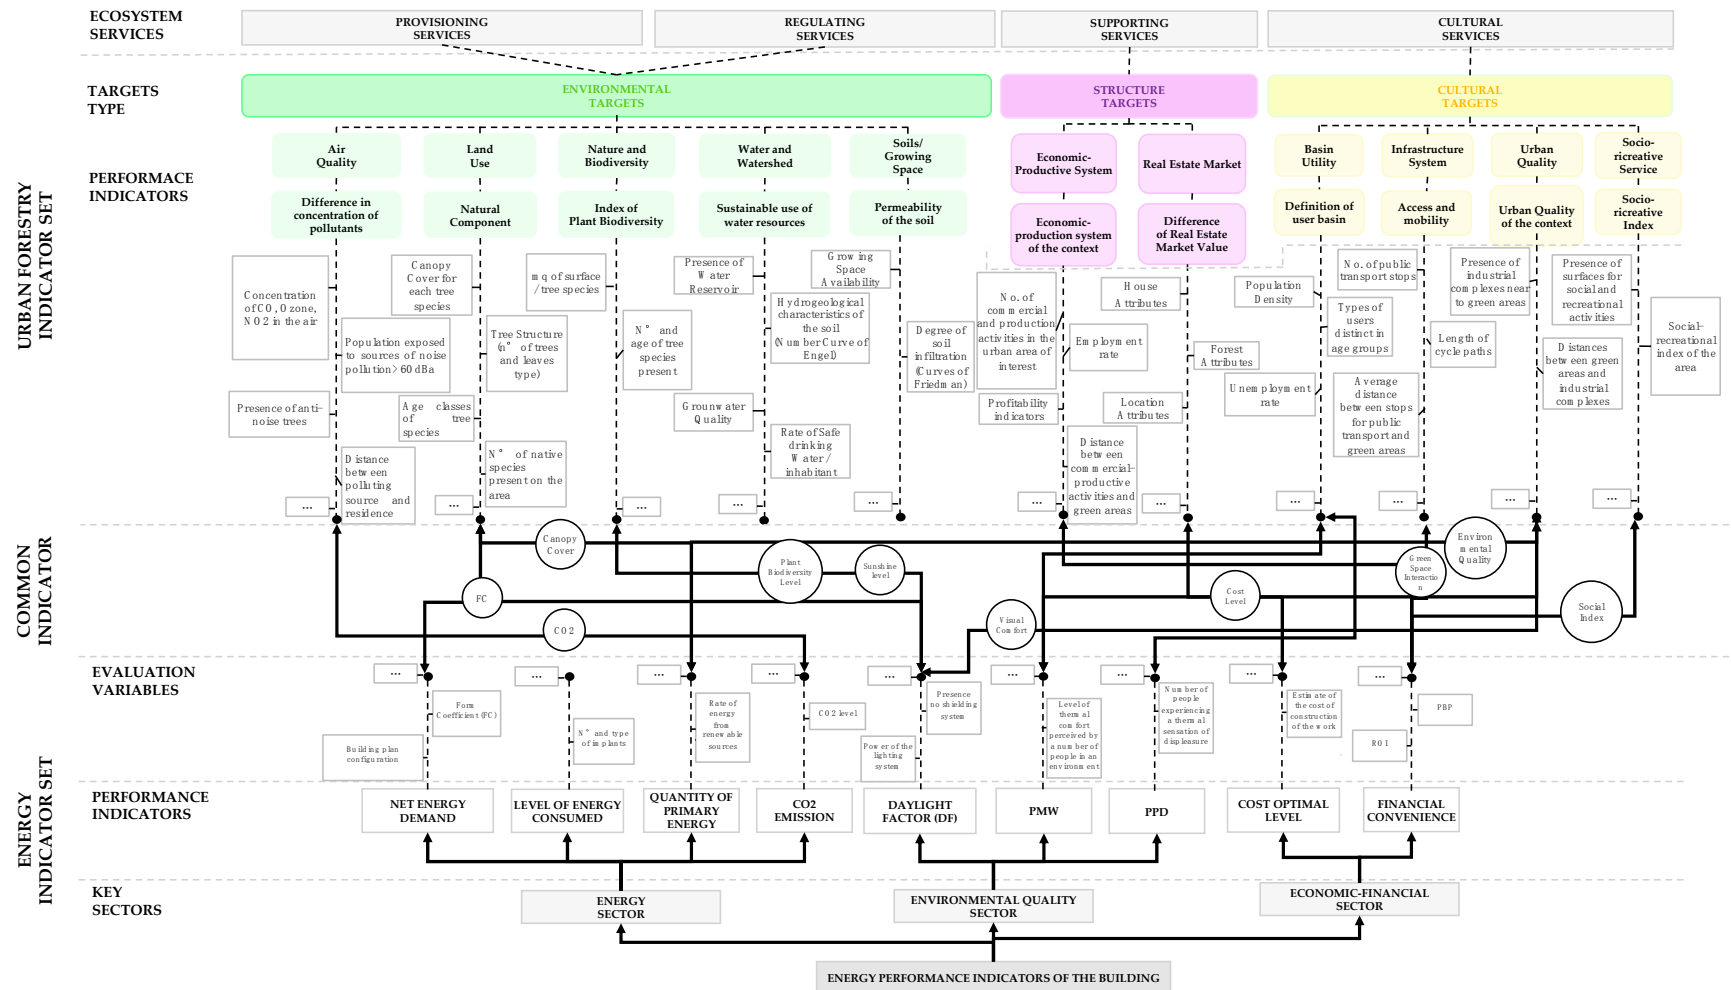 ECOSYSTEM
SERVICES
PROVISIONING
SERVICES
REGULATING
SERVICES
SUPPORTING
SERVICES
CULTURAL
SERVICES
TARGETS
TYPE
ENVIRONMENTAL
TARGETS
STRUCTURE
TARGETS
CULTURAL
TARGETS
URBAN FORESTRY
INDICATOR SET
PERFORMACE
INDICATORS
Air
Quality
Land
Use
Nature and
Biodiversity
Water and
Watershed
Soils/
Growing
Space
Economic-
Productive System
Real Estate Market
Basin
Utility
Infrastructure
System
Urban
Quality
Socio-
ricreative
Service
Difference in
concentration of
pollutants
Natural
Component
Index of
Plant Biodiversity
Sustainable use of
water resources
Permeability
of the soil
Economic-
production system
of the context
Difference
of Real Estate
Market Value
Definition of
user basin
Access and
mobility
Urban Quality
of the context
Socio-
ricreative
Index
Concentration
of CO, Ozone,
NO2 in the air
Population exposed
to sources of noise
pollution> 60 dBa
Presence of anti-
noise trees
Distance
between
polluting
source and
residence
...
Canopy
Cover for
each tree
species
Tree Structure
(n° of trees
and leaves
type)
Age classes
of tree
species
N° of native
species
present on the
area
...
mq of surface
/tree species
N° and
age of tree
species
present
...
Presence of
Water
Reservoir
Hydrogeological
characteristics of
the soil
(Number Curve of
Engel)
Grounwater
Quality
Rate of Safe
drinking
Water/
inhabitant
...
Growing
Space
Availability
Degree of
soil
infiltration
(Curves of
Friedman)
...
No. of
commercial
and production
activities in the
urban area of
interest
Employment
rate
Profitability
indicators
Distance
between
commercial-
productive
activities and
green areas
...
House
Attributes
Forest
Attributes
Location
Attributes
...
Population
Density
Types of
users
distinct in
age groups
Unemployment
rate
...
No. of public
transport stops
Length of
cycle paths
Average
distance
between stops
for public
transport and
green areas
...
Presence of
industrial
complexes near
to green areas
Distances
between green
areas and
industrial
complexes
...
Presence of
surfaces for
social and
recreational
activities
Social-
recreational
index of the
area
...
COMMON
INDICATOR
Canopy
Cover
Plant
Biodiversity
Level
Sunshine
level
FC
CO2
Visual
Comfort
Cost
Level
Green
Space
Interactio
n
Environ
mental
Quality
Social
Index
ENERGY
INDICATOR SET
EVALUATION
VARIABLES
...
Form
Coefficient (FC)
Building plan
configuration
...
N° and type
of implants
...
Rate of
energy
from
renewable
sources
...
CO2 level
...
Presence
no shielding
system
Power of the
lighting
system
...
Level of
thermal
comfort
perceived by
a number of
people in an
environment
...
Number of
people
experiencing
a thermal
sensation of
displeasure
...
Estimate of
the cost of
construction
of the work
...
PBP
ROI
PERFORMANCE
INDICATORS
NET ENERGY
DEMAND
LEVEL OF ENERGY
CONSUMED
QUANTITY OF
PRIMARY
ENERGY
CO2
EMISSION
DAYLIGHT
FACTOR (DF)
PMW
PPD
COST OPTIMAL
LEVEL
FINANCIAL
CONVENIENCE
KEY
SECTORS
ENERGY
SECTOR
ENVIRONMENTAL QUALITY
SECTOR
ECONOMIC-FINANCIAL
SECTOR
ENERGY PERFORMANCE INDICATORS OF THE BUILDING